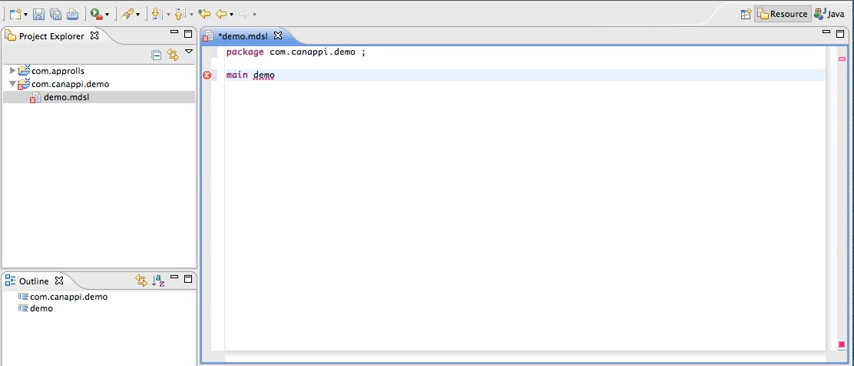 Resource
Java
Project Explorer
*demo.mdsl
com.approlls
com.canappi.demo
demo.mdsl
package com.canappi.demo ;
main demo
Outline
com.canappi.demo
demo